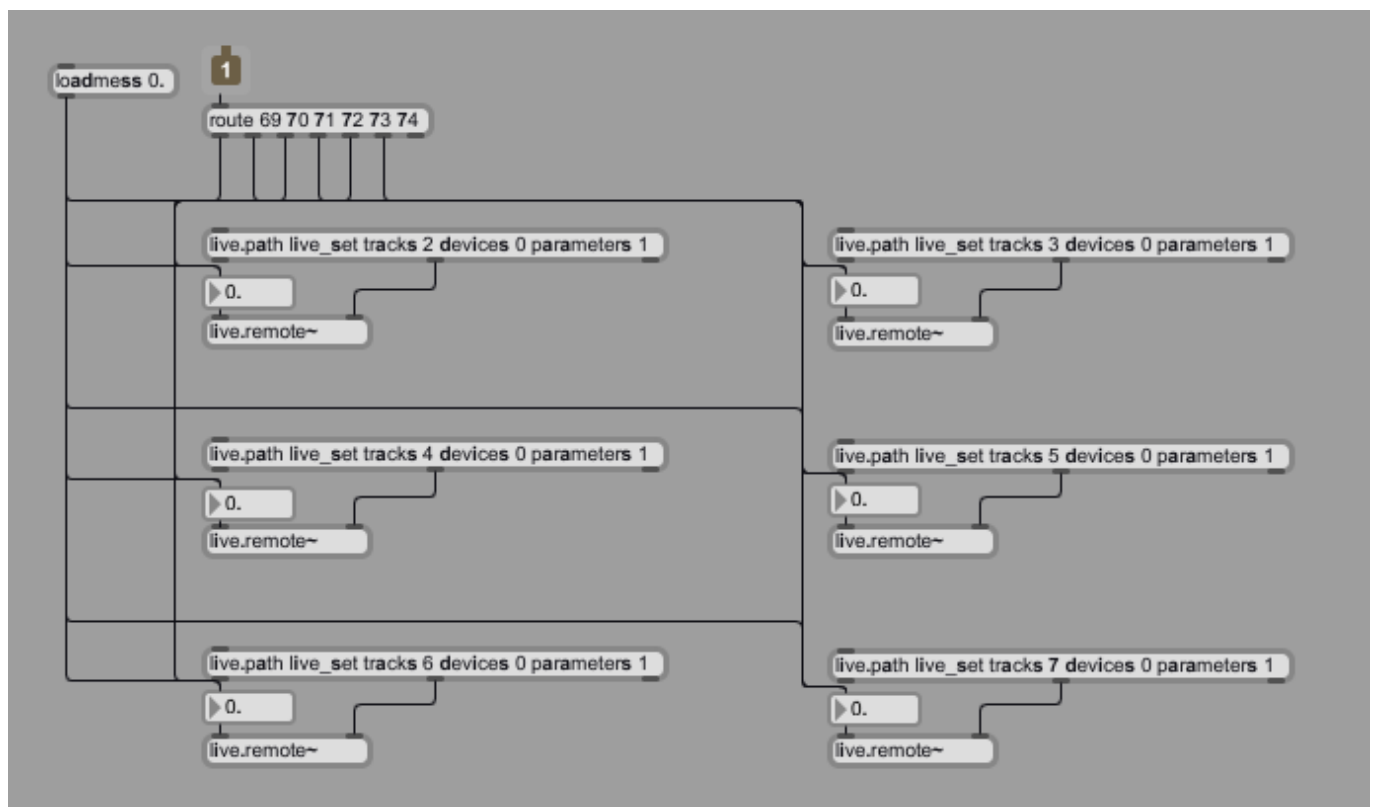 loadmess 0.
1
route 69 70 71 72 73 74
live.path live_set tracks 2 devices 0 parameters 1
0.
live.remote~
live.path live_set tracks 3 devices 0 parameters 1
0.
live.remote~
live.path live_set tracks 4 devices 0 parameters 1
0.
live.remote~
live.path live_set tracks 5 devices 0 parameters 1
0.
live.remote~
live.path live_set tracks 6 devices 0 parameters 1
0.
live.remote~
live.path live_set tracks 7 devices 0 parameters 1
0.
live.remote~